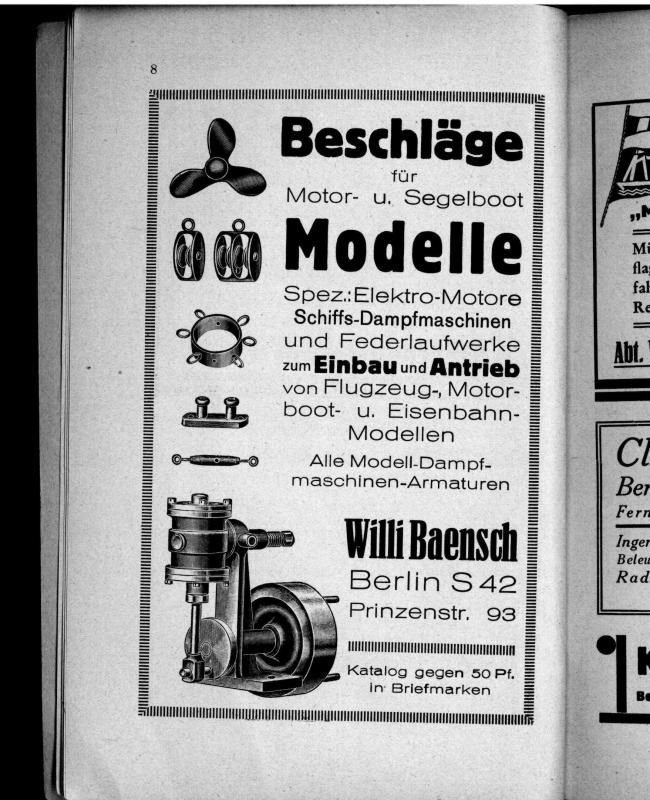 8
Beschläge
für
Motor- u. Segelboot
Modelle
Spez.: Elektro-Motore
Schiffs-Dampfmaschinen
und Federlaufwerke
zum Einbau und Antrieb
von Flugzeug-, Motor-
boot- u. Eisenbahn-
Modellen
Alle Modell-Dampf-
maschinen-Armaturen
Willi Baensch
Berlin S 42
Prinzenstr. 93
Katalog gegen 50 Pf.
in Briefmarken
Abt.